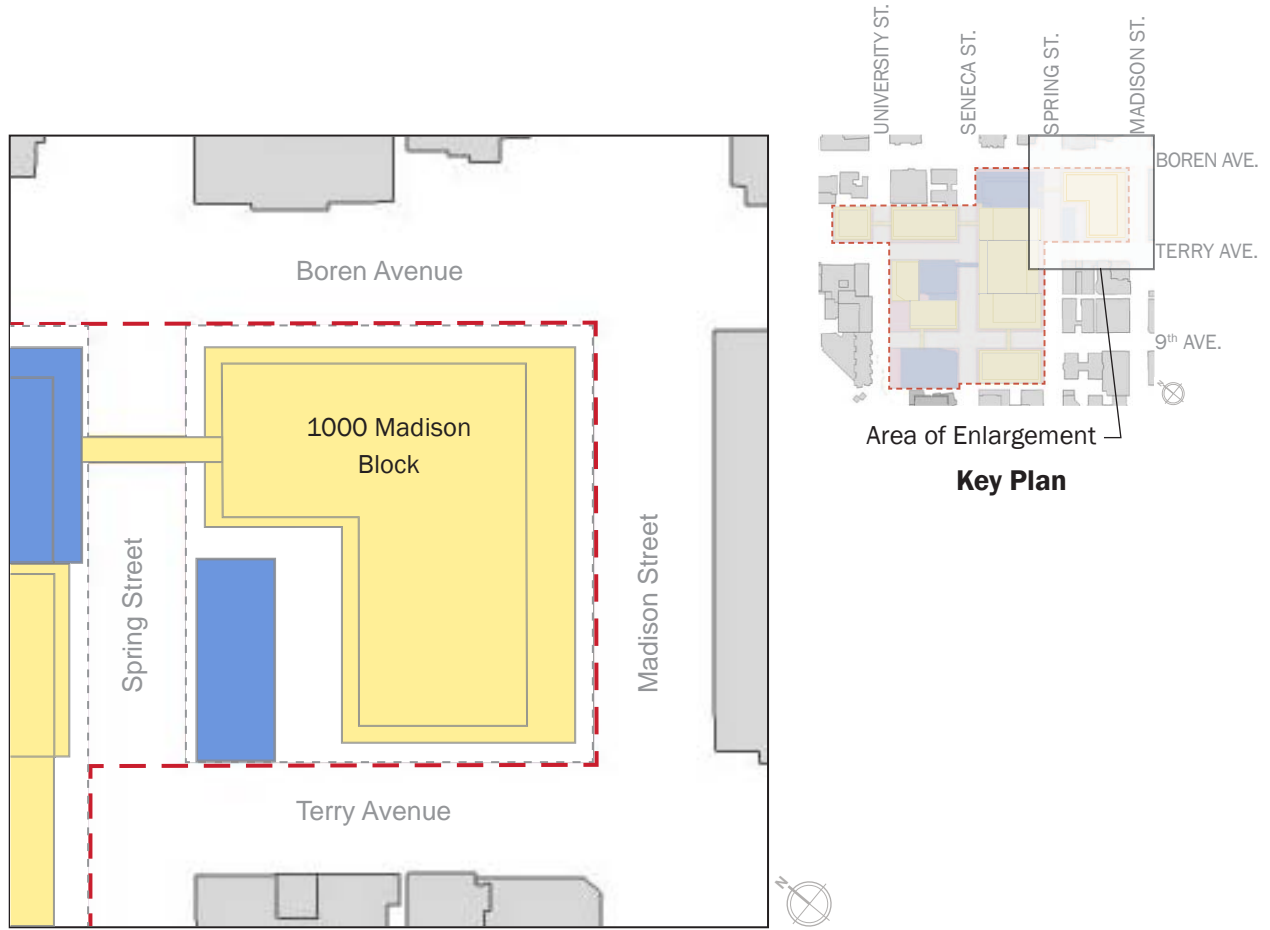 UNIVERSITY ST.
SENECA ST.
SPRING ST.
MADISON ST.
BOREN AVE.
TERRY AVE.
9th AVE.
N
Area of Enlargement
Key Plan
Boren Avenue
1000 Madison
Block
Spring Street
Madison Street
Terry Avenue
N